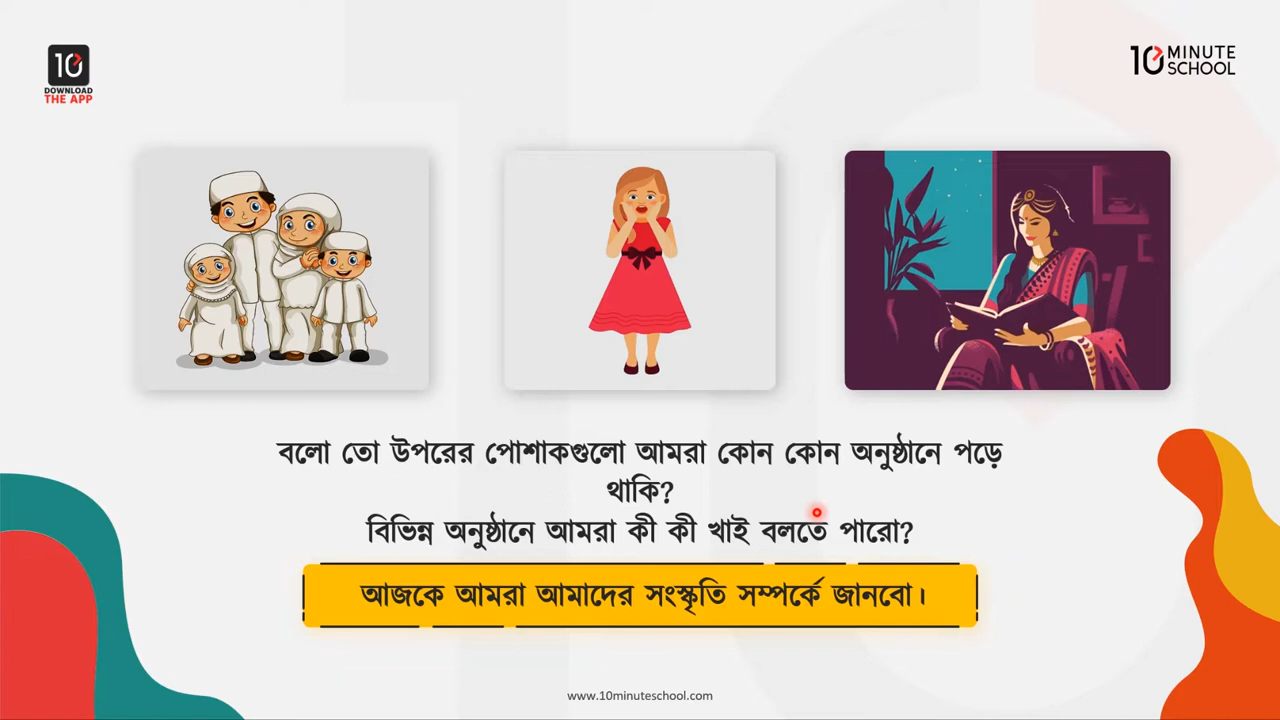 10
DOWNLOAD
THE APP
10 MINUTE
SCHOOL
বলো তো উপরের পোশাকগুলো আমরা কোন কোন অনুষ্ঠানে পড়ে
থাকি?
বিভিন্ন অনুষ্ঠানে আমরা কী কী খাই বলতে পারো?
আজকে আমরা আমাদের সংস্কৃতি সম্পর্কে জানবো।
www.10minuteschool.com